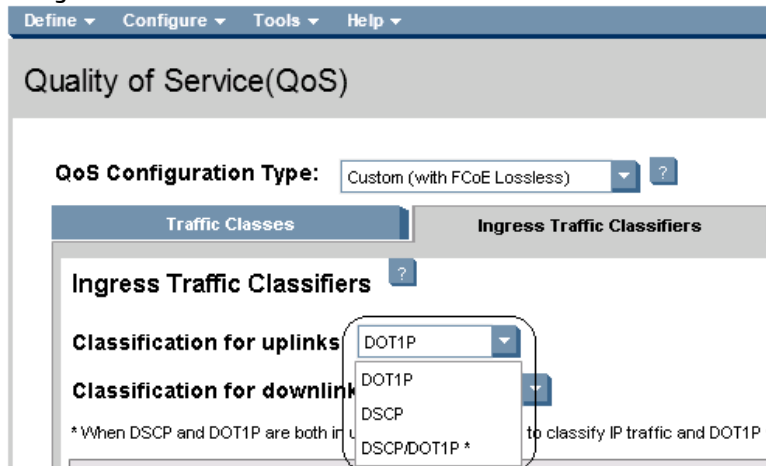 Define Configure Tools Help
Quality of Service(QoS)
QoS Configuration Type: Custom (with FCoE Lossless) ?
Traffic Classes Ingress Traffic Classifiers
Ingress Traffic Classifiers ?
Classification for uplinks DOT1P
DOT1P
Classification for downlink
DSCP
* When DSCP and DOT1P are both in u to classify IP traffic and DOT1P
DSCP/DOT1P *